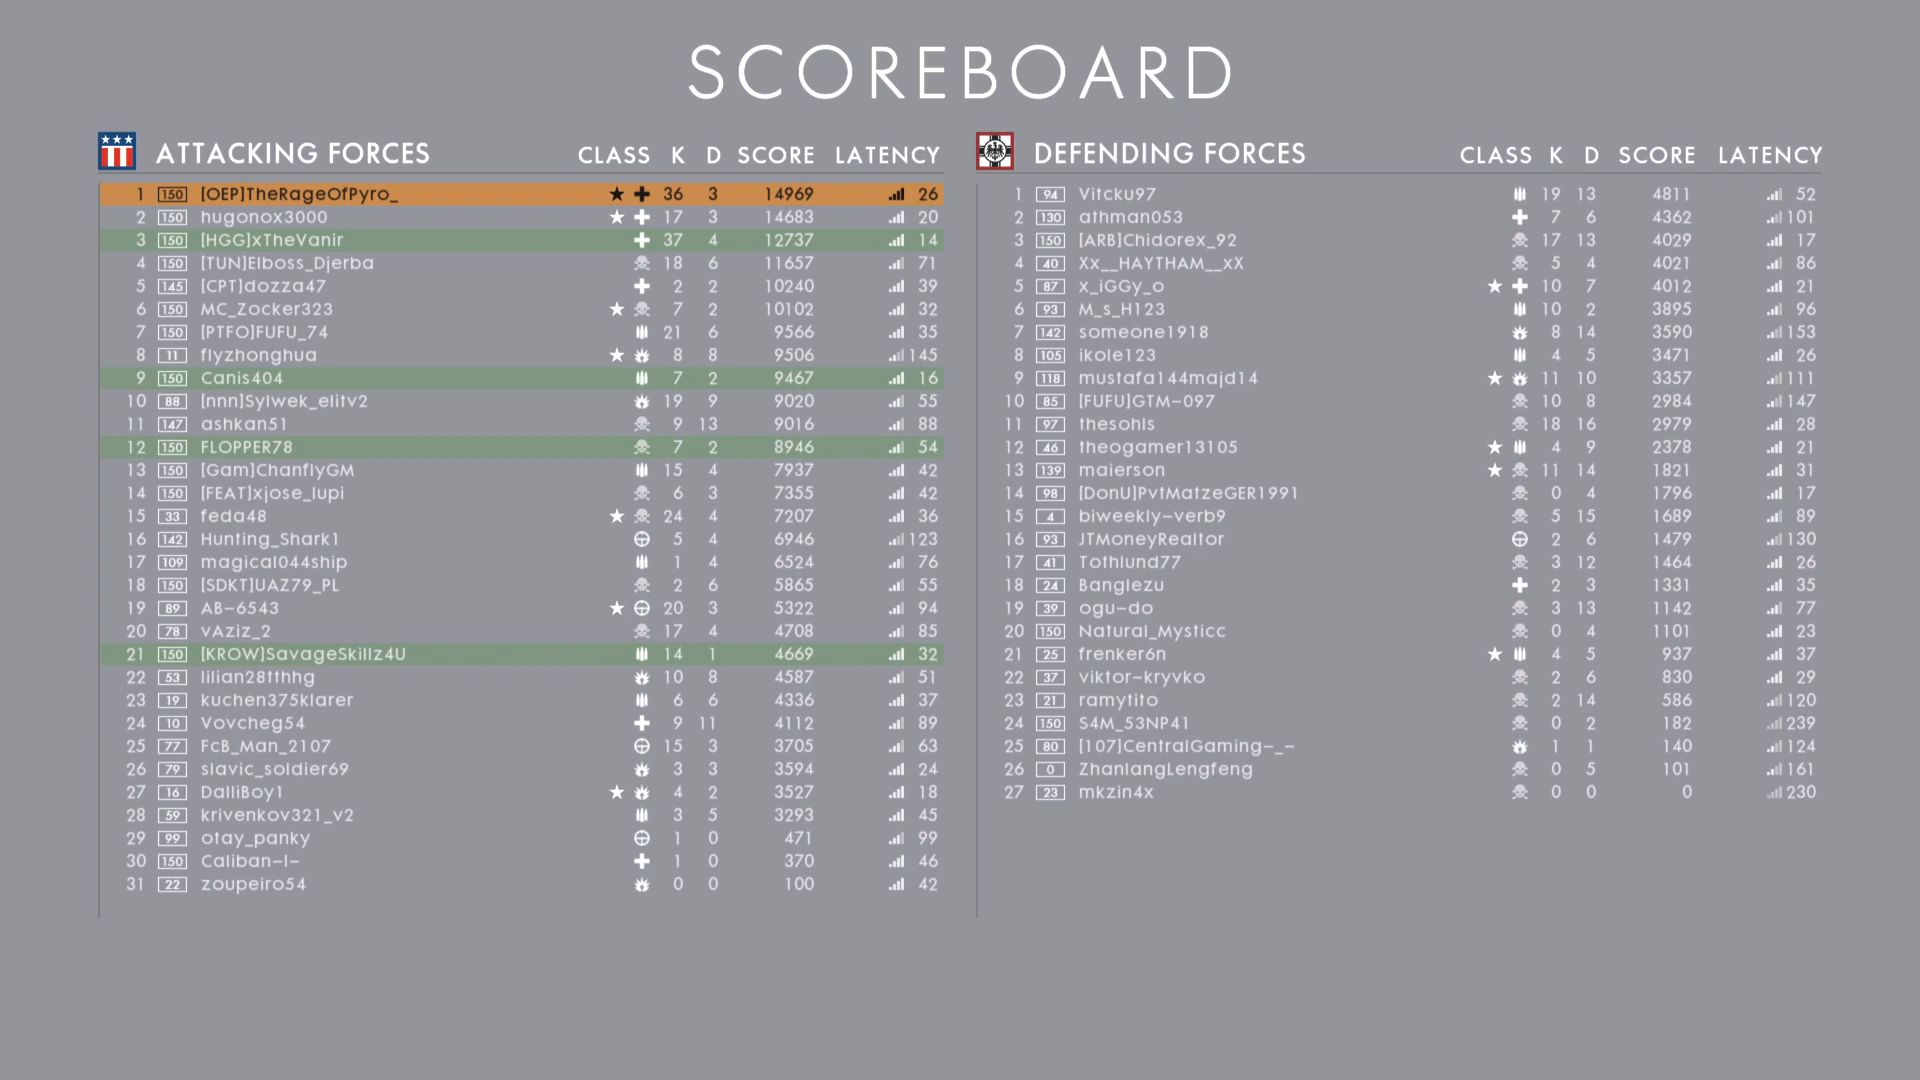 SCOREBOARD
ATTACKING FORCES CLASS K D SCORE LATENCY
1 150 [OEP]TheRageOfPyro_ 36 3 14969 26
2 150 hugonox3000 17 3 14683 20
3 150 [HGG]xTheVanir 37 4 12737 14
4 150 [TUN]Elboss_Djerba 18 6 11657 71
5 145 [CPT]dozza47 2 2 10240 39
6 150 MC_Zocker323 7 2 10102 32
7 150 [PTFO]FUFU_74 21 6 9566 35
8 11 flyzhonghua 8 8 9506 145
9 150 Canis404 7 2 9467 16
10 88 [nnn]Sylwek_elitv2 19 9 9020 55
11 147 ashkan51 9 13 9016 88
12 150 FLOPPER78 7 2 8946 54
13 150 [Gam]ChanflyGM 15 4 7937 42
14 150 [FEAT]xjose_lupi 6 3 7355 42
15 33 feda48 24 4 7207 36
16 142 Hunting_Shark1 5 4 6946 123
17 109 magical044ship 1 4 6524 76
18 150 [SDKT]UAZ79_PL 2 6 5865 55
19 89 AB-6543 20 3 5322 94
20 78 vAziz_2 17 4 4708 85
21 150 [KROW]SavageSkillz4U 14 1 4669 32
22 53 lilian28tthhg 10 8 4587 51
23 19 kuchen375klarer 6 6 4336 37
24 10 Vovcheg54 9 11 4112 89
25 77 FcB_Man_2107 15 3 3705 63
26 79 slavic_soldier69 3 3 3594 24
27 16 DalliBoy1 4 2 3527 18
28 59 krivenkov321_v2 3 5 3293 45
29 99 otay_panky 1 0 471 99
30 150 Caliban-I- 1 0 370 46
31 22 zoupeiro54 0 0 100 42
DEFENDING FORCES CLASS K D SCORE LATENCY
1 94 Vitcku97 19 13 4811 52
2 130 athman053 7 6 4362 101
3 150 [ARB]Chidorex_92 17 13 4029 17
4 40 Xx__HAYTHAM__xX 5 4 4021 86
5 87 x_iGGy_o 10 7 4012 21
6 93 M_s_H123 10 2 3895 96
7 142 someone1918 8 14 3590 153
8 105 ikole123 4 5 3471 26
9 118 mustafa144majd14 11 10 3357 111
10 85 [FUFU]GTM-097 10 8 2984 147
11 97 thesohls 18 16 2979 28
12 46 theogamer13105 4 9 2378 21
13 139 maierson 11 14 1821 31
14 98 [DonU]PvtMatzeGER1991 0 4 1796 17
15 4 biweekly-verb9 5 15 1689 89
16 93 JTMoneyRealtor 2 6 1479 130
17 41 Tothlund77 3 12 1464 26
18 24 Banglezu 2 3 1331 35
19 39 ogu-do 3 13 1142 77
20 150 Natural_Mysticc 0 4 1101 23
21 25 frenker6n 4 5 937 37
22 37 viktor-kryvko 2 6 830 29
23 21 ramytito 2 14 586 120
24 150 S4M_53NP41 0 2 182 239
25 80 [107]CentralGaming-_- 1 1 140 124
26 0 ZhanlangLengfeng 0 5 101 161
27 23 mkzin4x 0 0 0 230